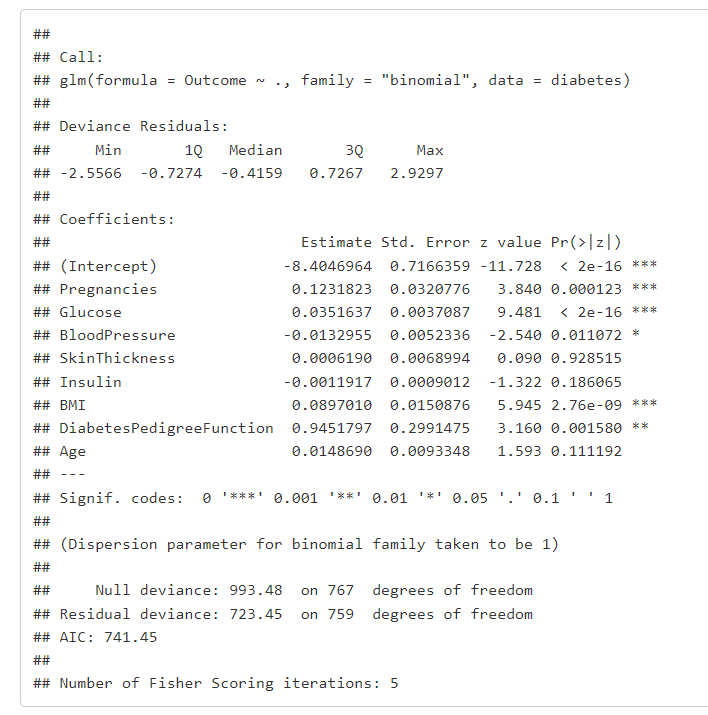 ##
## Call:
## glm(formula = Outcome ~ ., family = "binomial", data = diabetes)
##
## Deviance Residuals:
##     Min       1Q   Median       3Q      Max
## -2.5566  -0.7274  -0.4159   0.7267   2.9297
##
## Coefficients:
##                            Estimate Std. Error z value Pr(>|z|)
## (Intercept)              -8.4046964  0.7166359 -11.728  < 2e-16 ***
## Pregnancies               0.1231823  0.0320776   3.840 0.000123 ***
## Glucose                   0.0351637  0.0037087   9.481  < 2e-16 ***
## BloodPressure            -0.0132955  0.0052336  -2.540 0.011072 *
## SkinThickness             0.0006190  0.0068994   0.090 0.928515
## Insulin                  -0.0011917  0.0009012  -1.322 0.186065
## BMI                       0.0897010  0.0150876   5.945 2.76e-09 ***
## DiabetesPedigreeFunction  0.9451797  0.2991475   3.160 0.001580 **
## Age                       0.0148690  0.0093348   1.593 0.111192
## ---
## Signif. codes:  0 '***' 0.001 '**' 0.01 '*' 0.05 '.' 0.1 ' ' 1
##
## (Dispersion parameter for binomial family taken to be 1)
##
##     Null deviance: 993.48  on 767  degrees of freedom
## Residual deviance: 723.45  on 759  degrees of freedom
## AIC: 741.45
##
## Number of Fisher Scoring iterations: 5